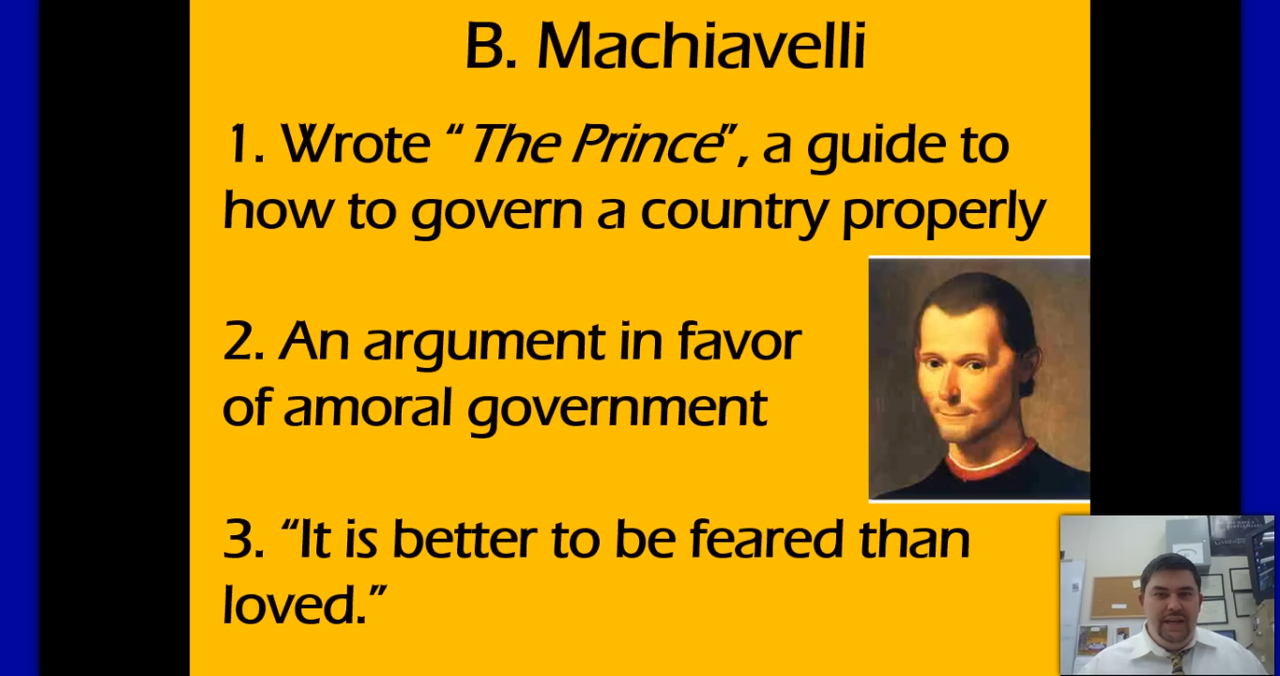 B. Machiavelli
1. Wrote “The Prince”, a guide to
how to govern a country properly
2. An argument in favor
of amoral government
3. “It is better to be feared than
loved.”